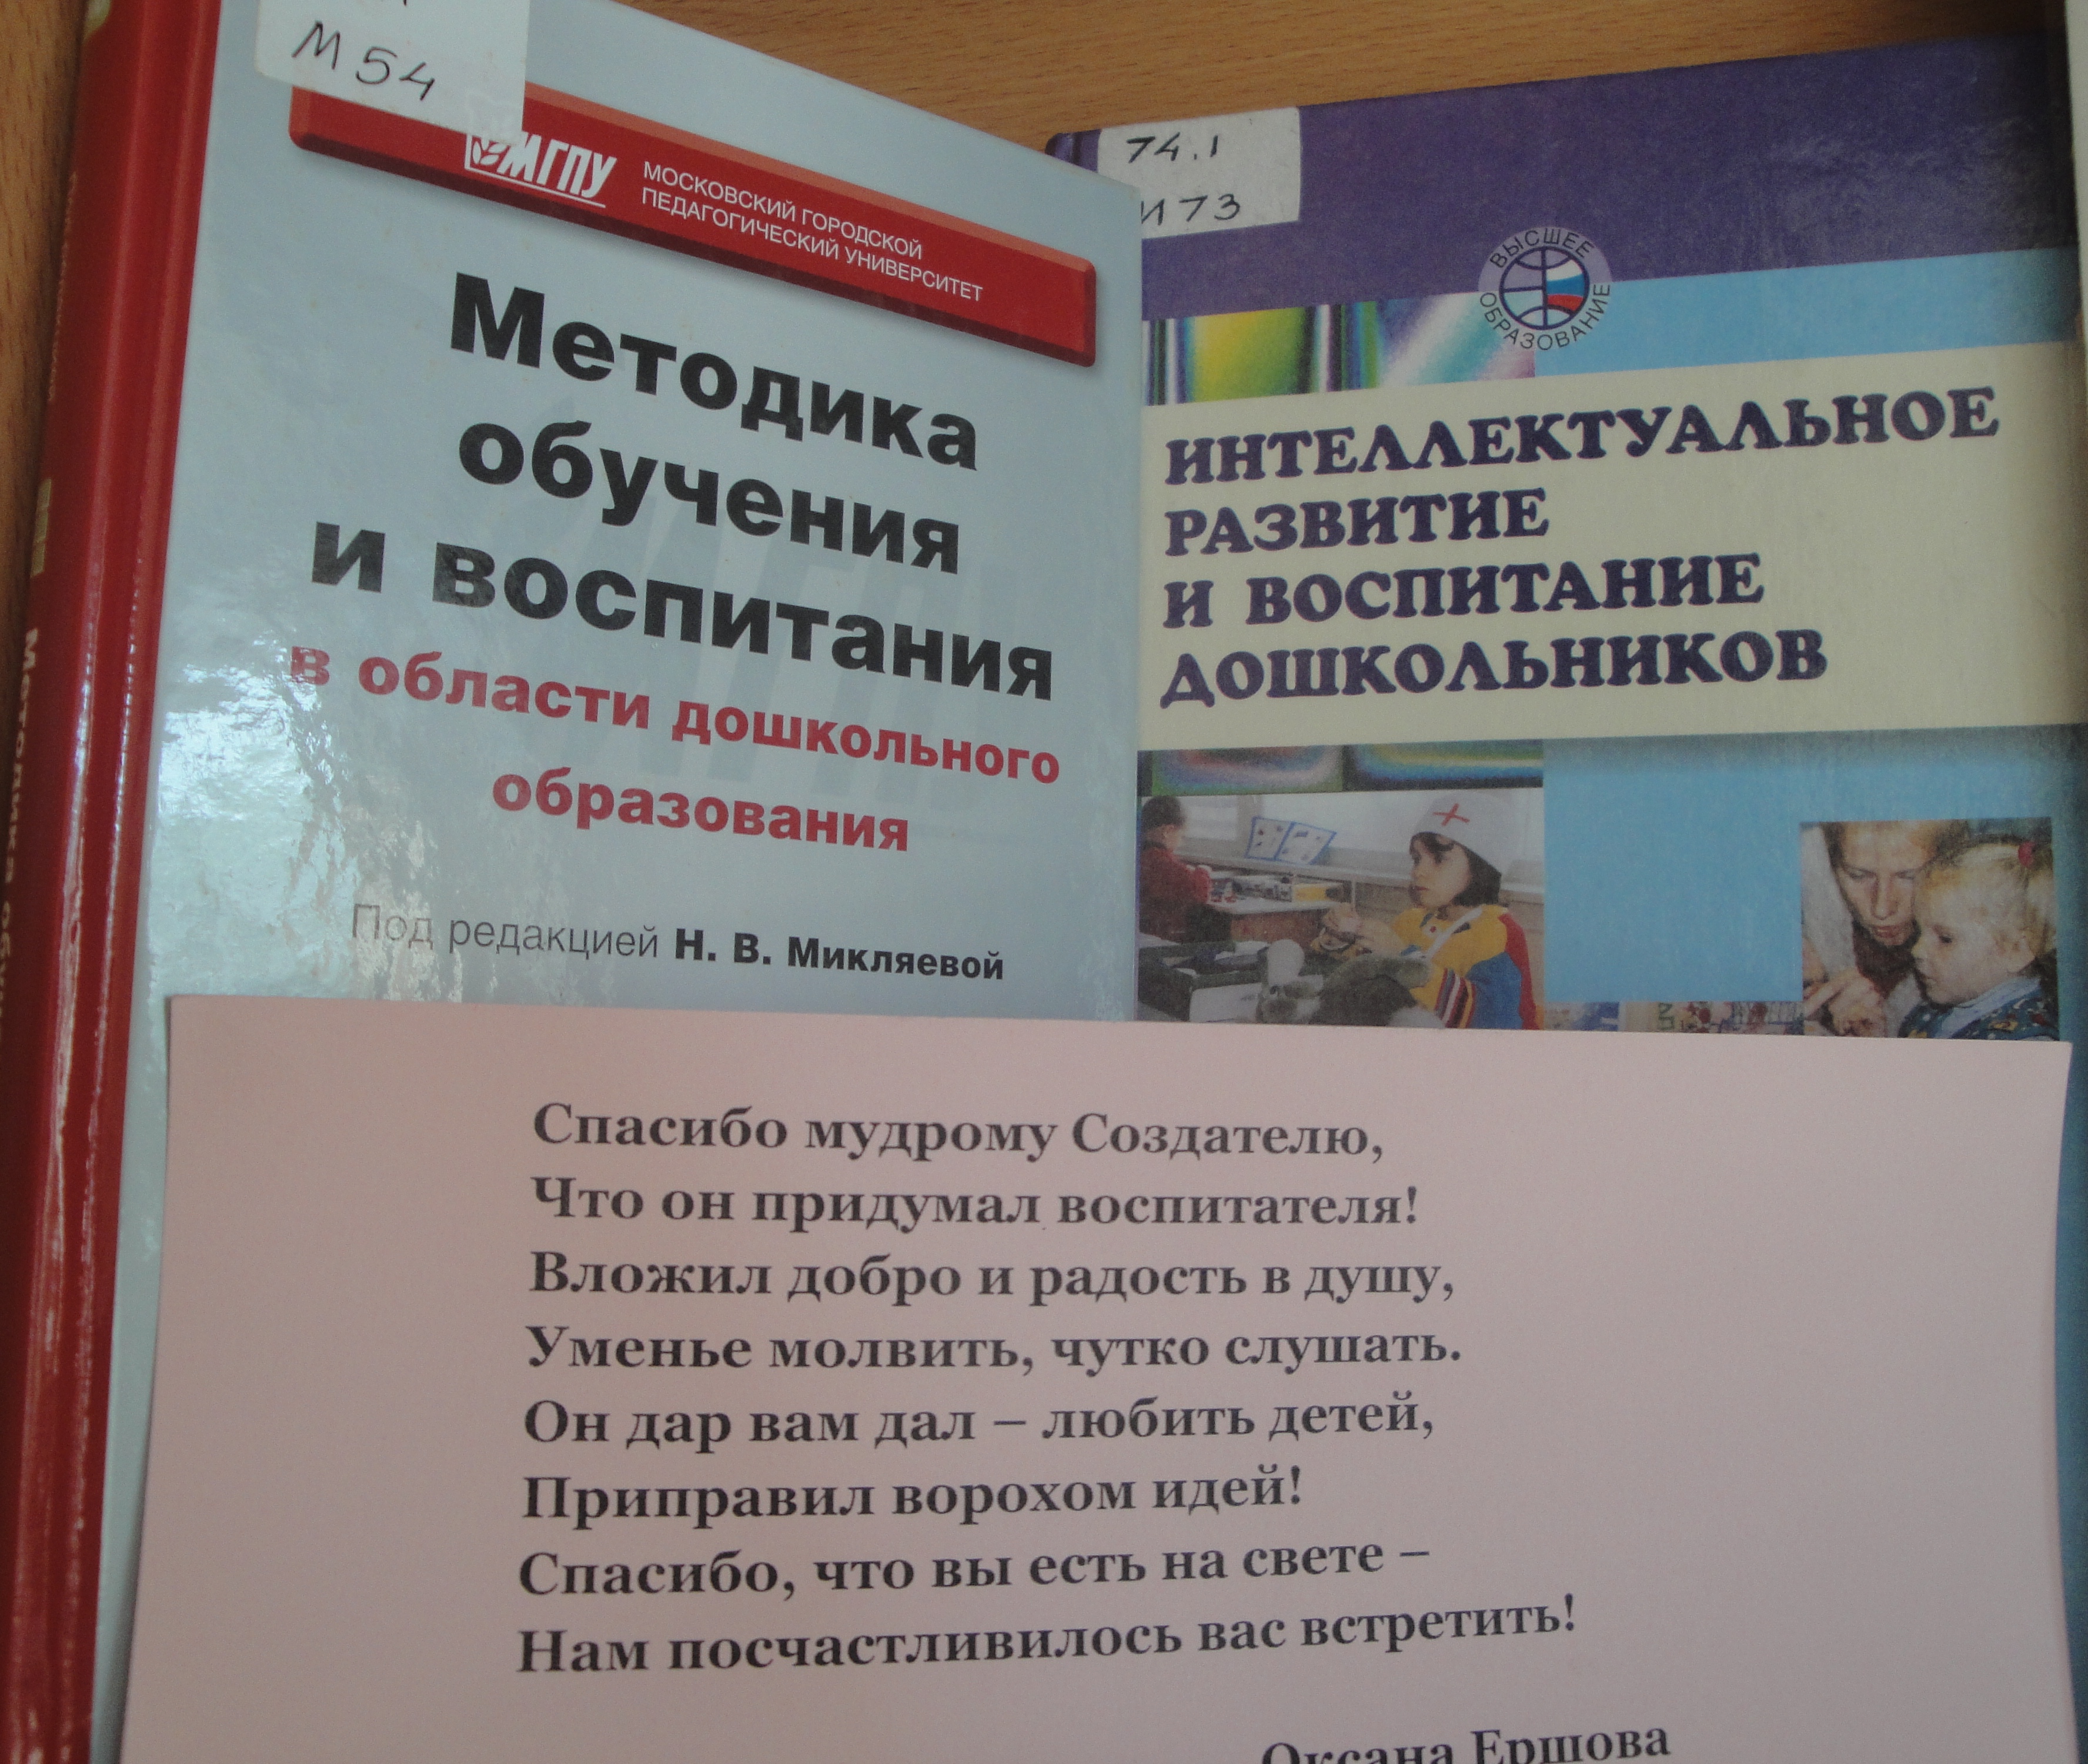 М 54
МГПУ
МОСКОВСКИЙ ГОРОДСКОЙ
ПЕДАГОГИЧЕСКИЙ УНИВЕРСИТЕТ
Методика
обучения
и воспитания
в области дошкольного
образования
Под редакцией Н. В. Микляевой
74.1
И 73
ВЫСШЕЕ
ОБРАЗОВАНИЕ
ИНТЕЛЛЕКТУАЛЬНОЕ
РАЗВИТИЕ
И ВОСПИТАНИЕ
ДОШКОЛЬНИКОВ
Спасибо мудрому Создателю,
Что он придумал воспитателя!
Вложил добро и радость в душу,
Уменье молвить, чутко слушать.
Он дар вам дал – любить детей,
Приправил ворохом идей!
Спасибо, что вы есть на свете –
Нам посчастливилось вас встретить!
Оксана Ершова